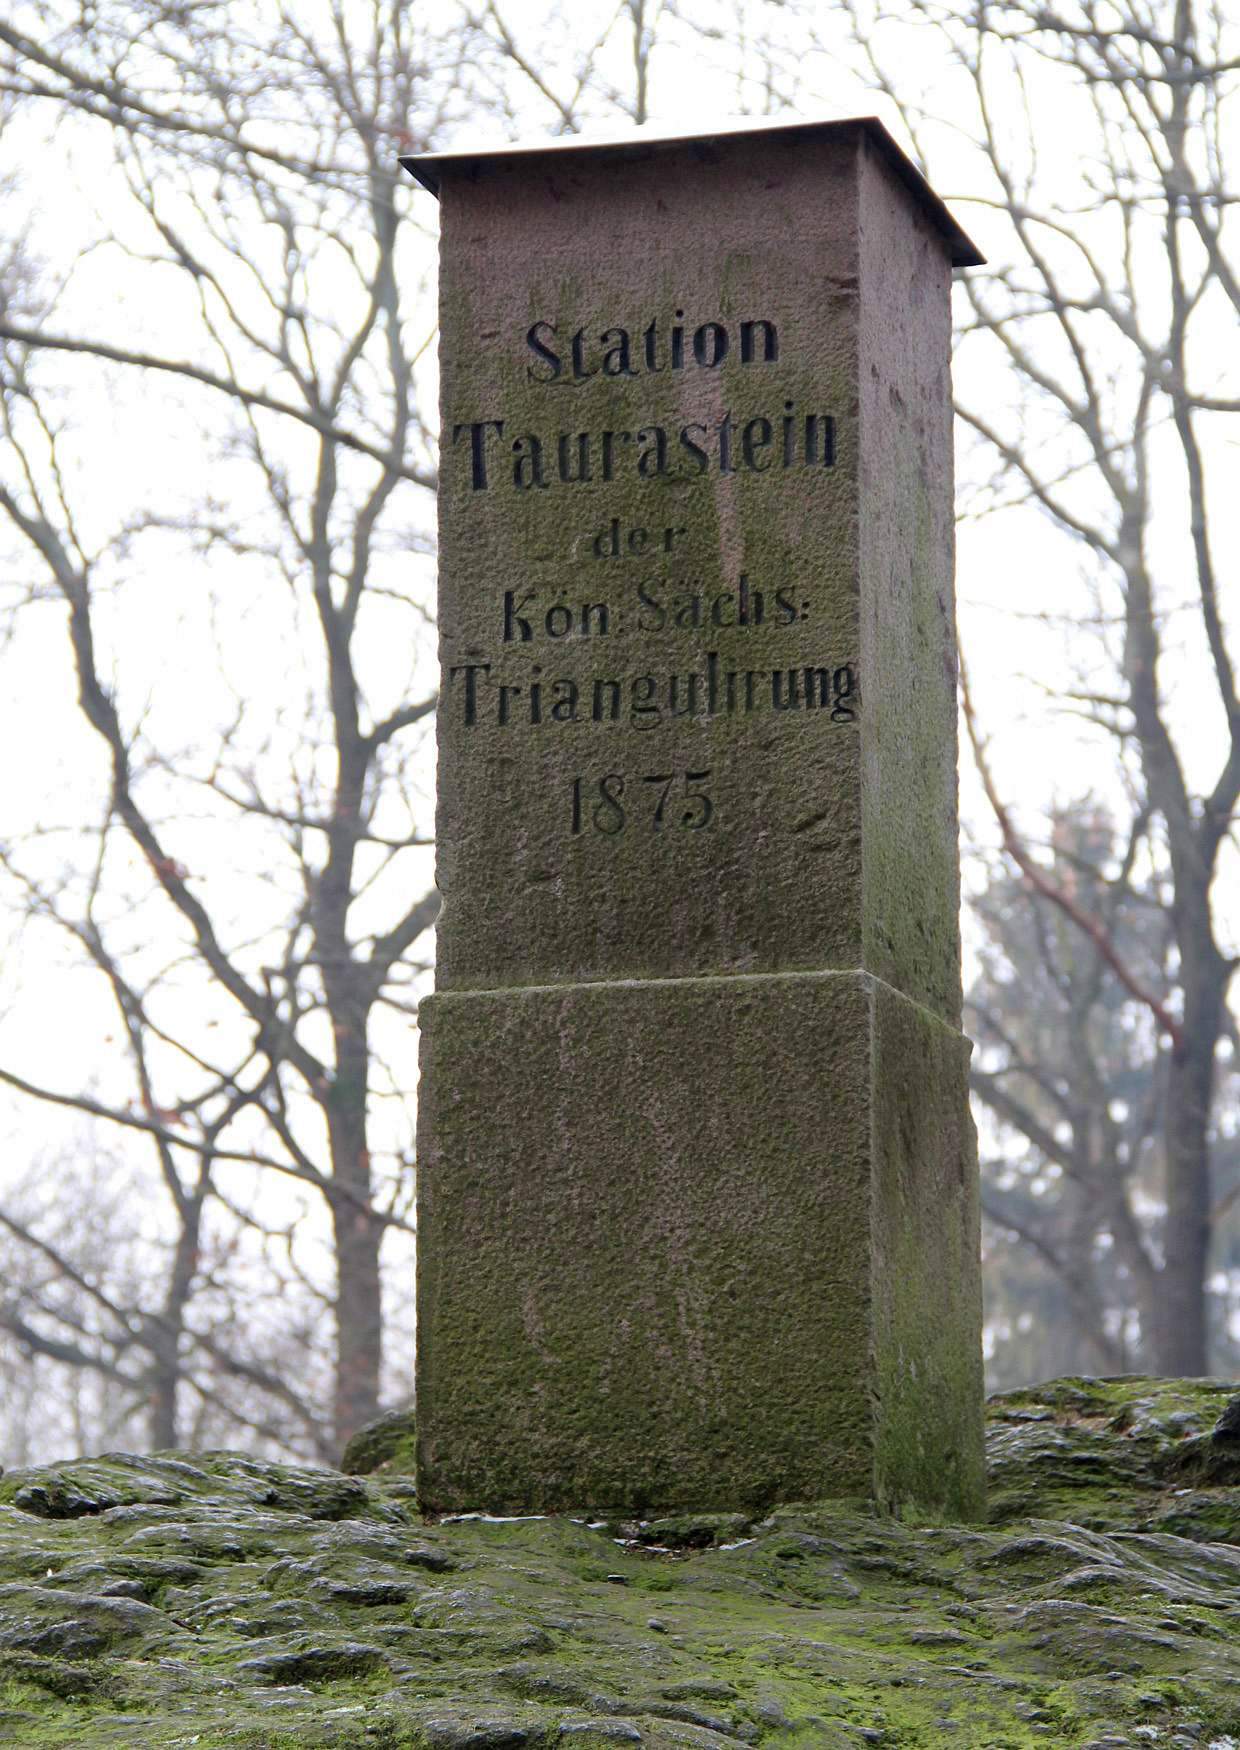 Station
Taurastein
der
Kön: Sächs:
Triangulirung
1875